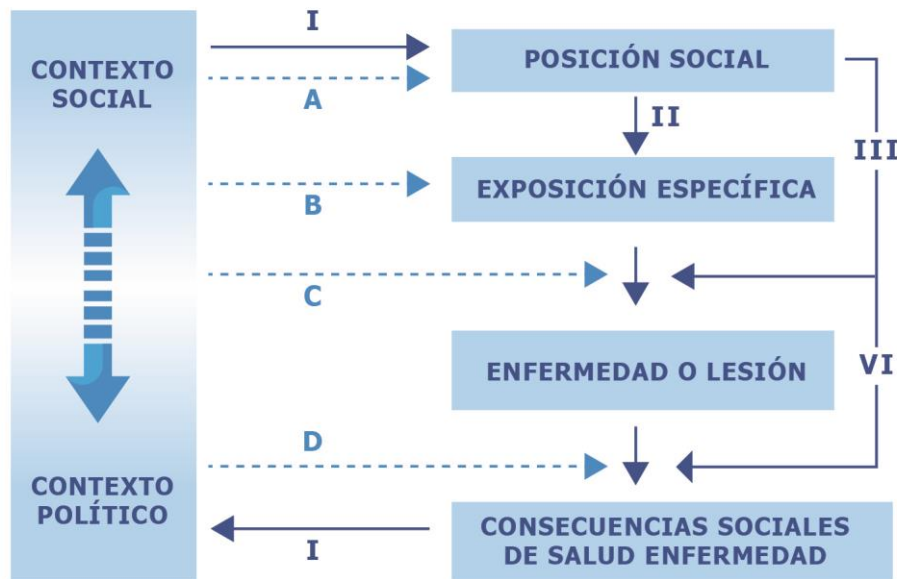 CONTEXTO
SOCIAL
CONTEXTO
POLÍTICO
I
A
B
C
D
I
POSICIÓN SOCIAL
II
EXPOSICIÓN ESPECÍFICA
III
ENFERMEDAD O LESIÓN
VI
CONSECUENCIAS SOCIALES
DE SALUD ENFERMEDAD